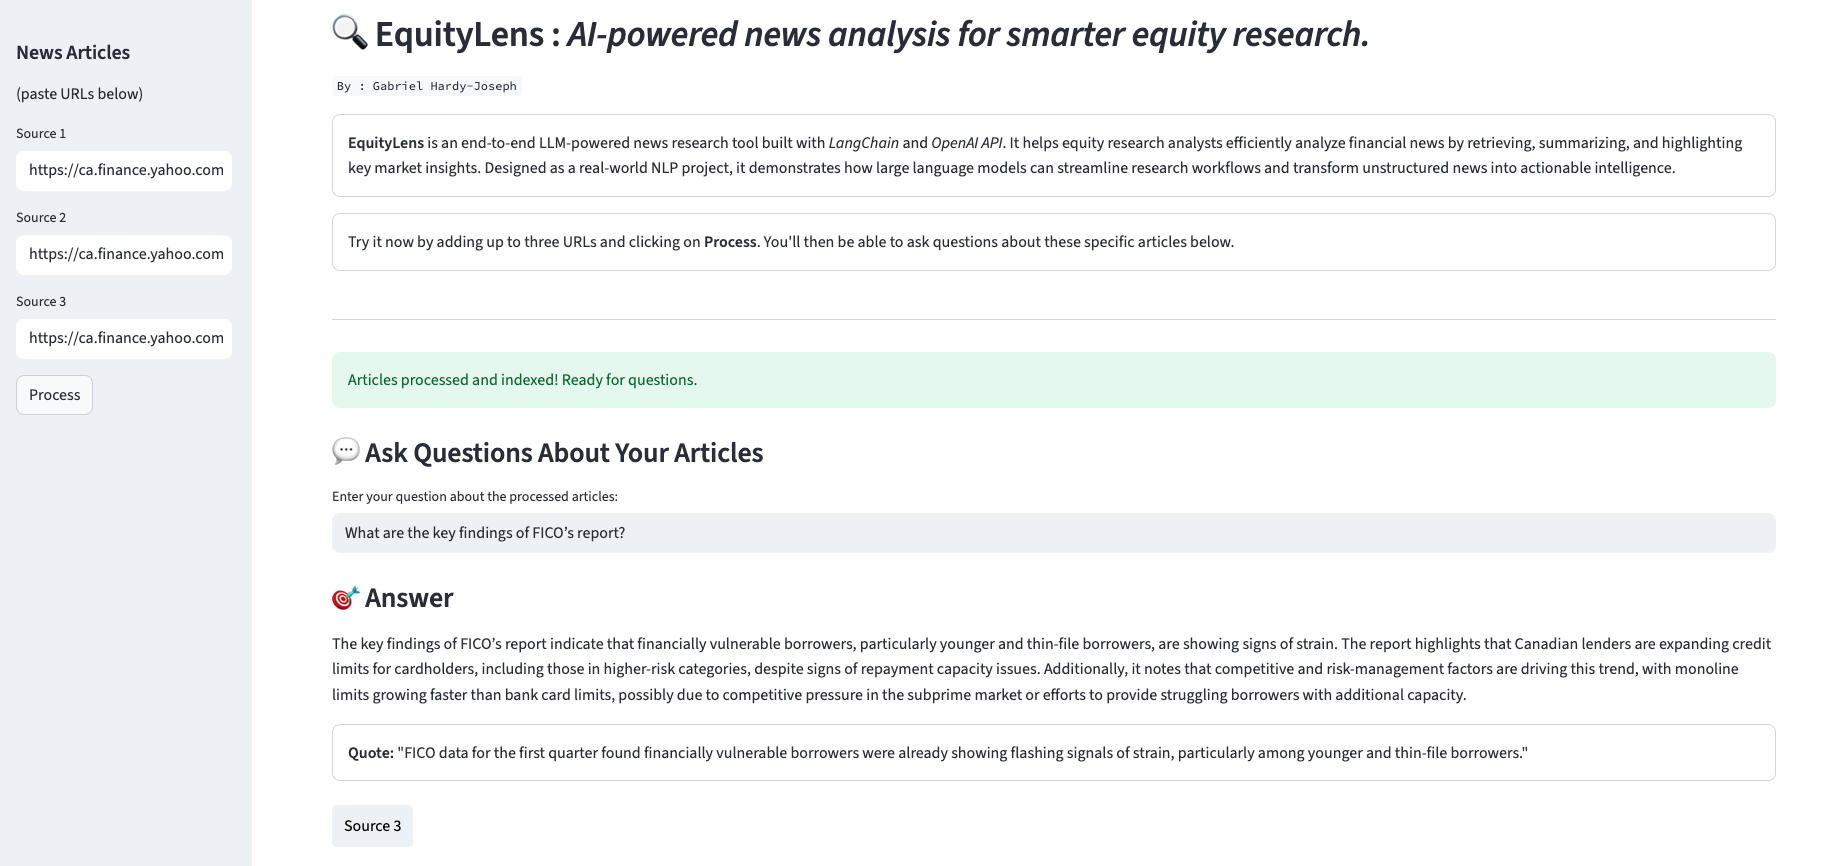 News Articles
(paste URLs below)
Source 1
https://ca.finance.yahoo.com
Source 2
https://ca.finance.yahoo.com
Source 3
https://ca.finance.yahoo.com
Process
EquityLens : AI-powered news analysis for smarter equity research.
By : Gabriel Hardy-Joseph
EquityLens is an end-to-end LLM-powered news research tool built with LangChain and OpenAI API. It helps equity research analysts efficiently analyze financial news by retrieving, summarizing, and highlighting
key market insights. Designed as a real-world NLP project, it demonstrates how large language models can streamline research workflows and transform unstructured news into actionable intelligence.
Try it now by adding up to three URLs and clicking on Process. You'll then be able to ask questions about these specific articles below.
Articles processed and indexed! Ready for questions.
Ask Questions About Your Articles
Enter your question about the processed articles:
What are the key findings of FICO’s report?
Answer
The key findings of FICO’s report indicate that financially vulnerable borrowers, particularly younger and thin-file borrowers, are showing signs of strain. The report highlights that Canadian lenders are expanding credit
limits for cardholders, including those in higher-risk categories, despite signs of repayment capacity issues. Additionally, it notes that competitive and risk-management factors are driving this trend, with monoline
limits growing faster than bank card limits, possibly due to competitive pressure in the subprime market or efforts to provide struggling borrowers with additional capacity.
Quote: "FICO data for the first quarter found financially vulnerable borrowers were already showing flashing signals of strain, particularly among younger and thin-file borrowers."
Source 3